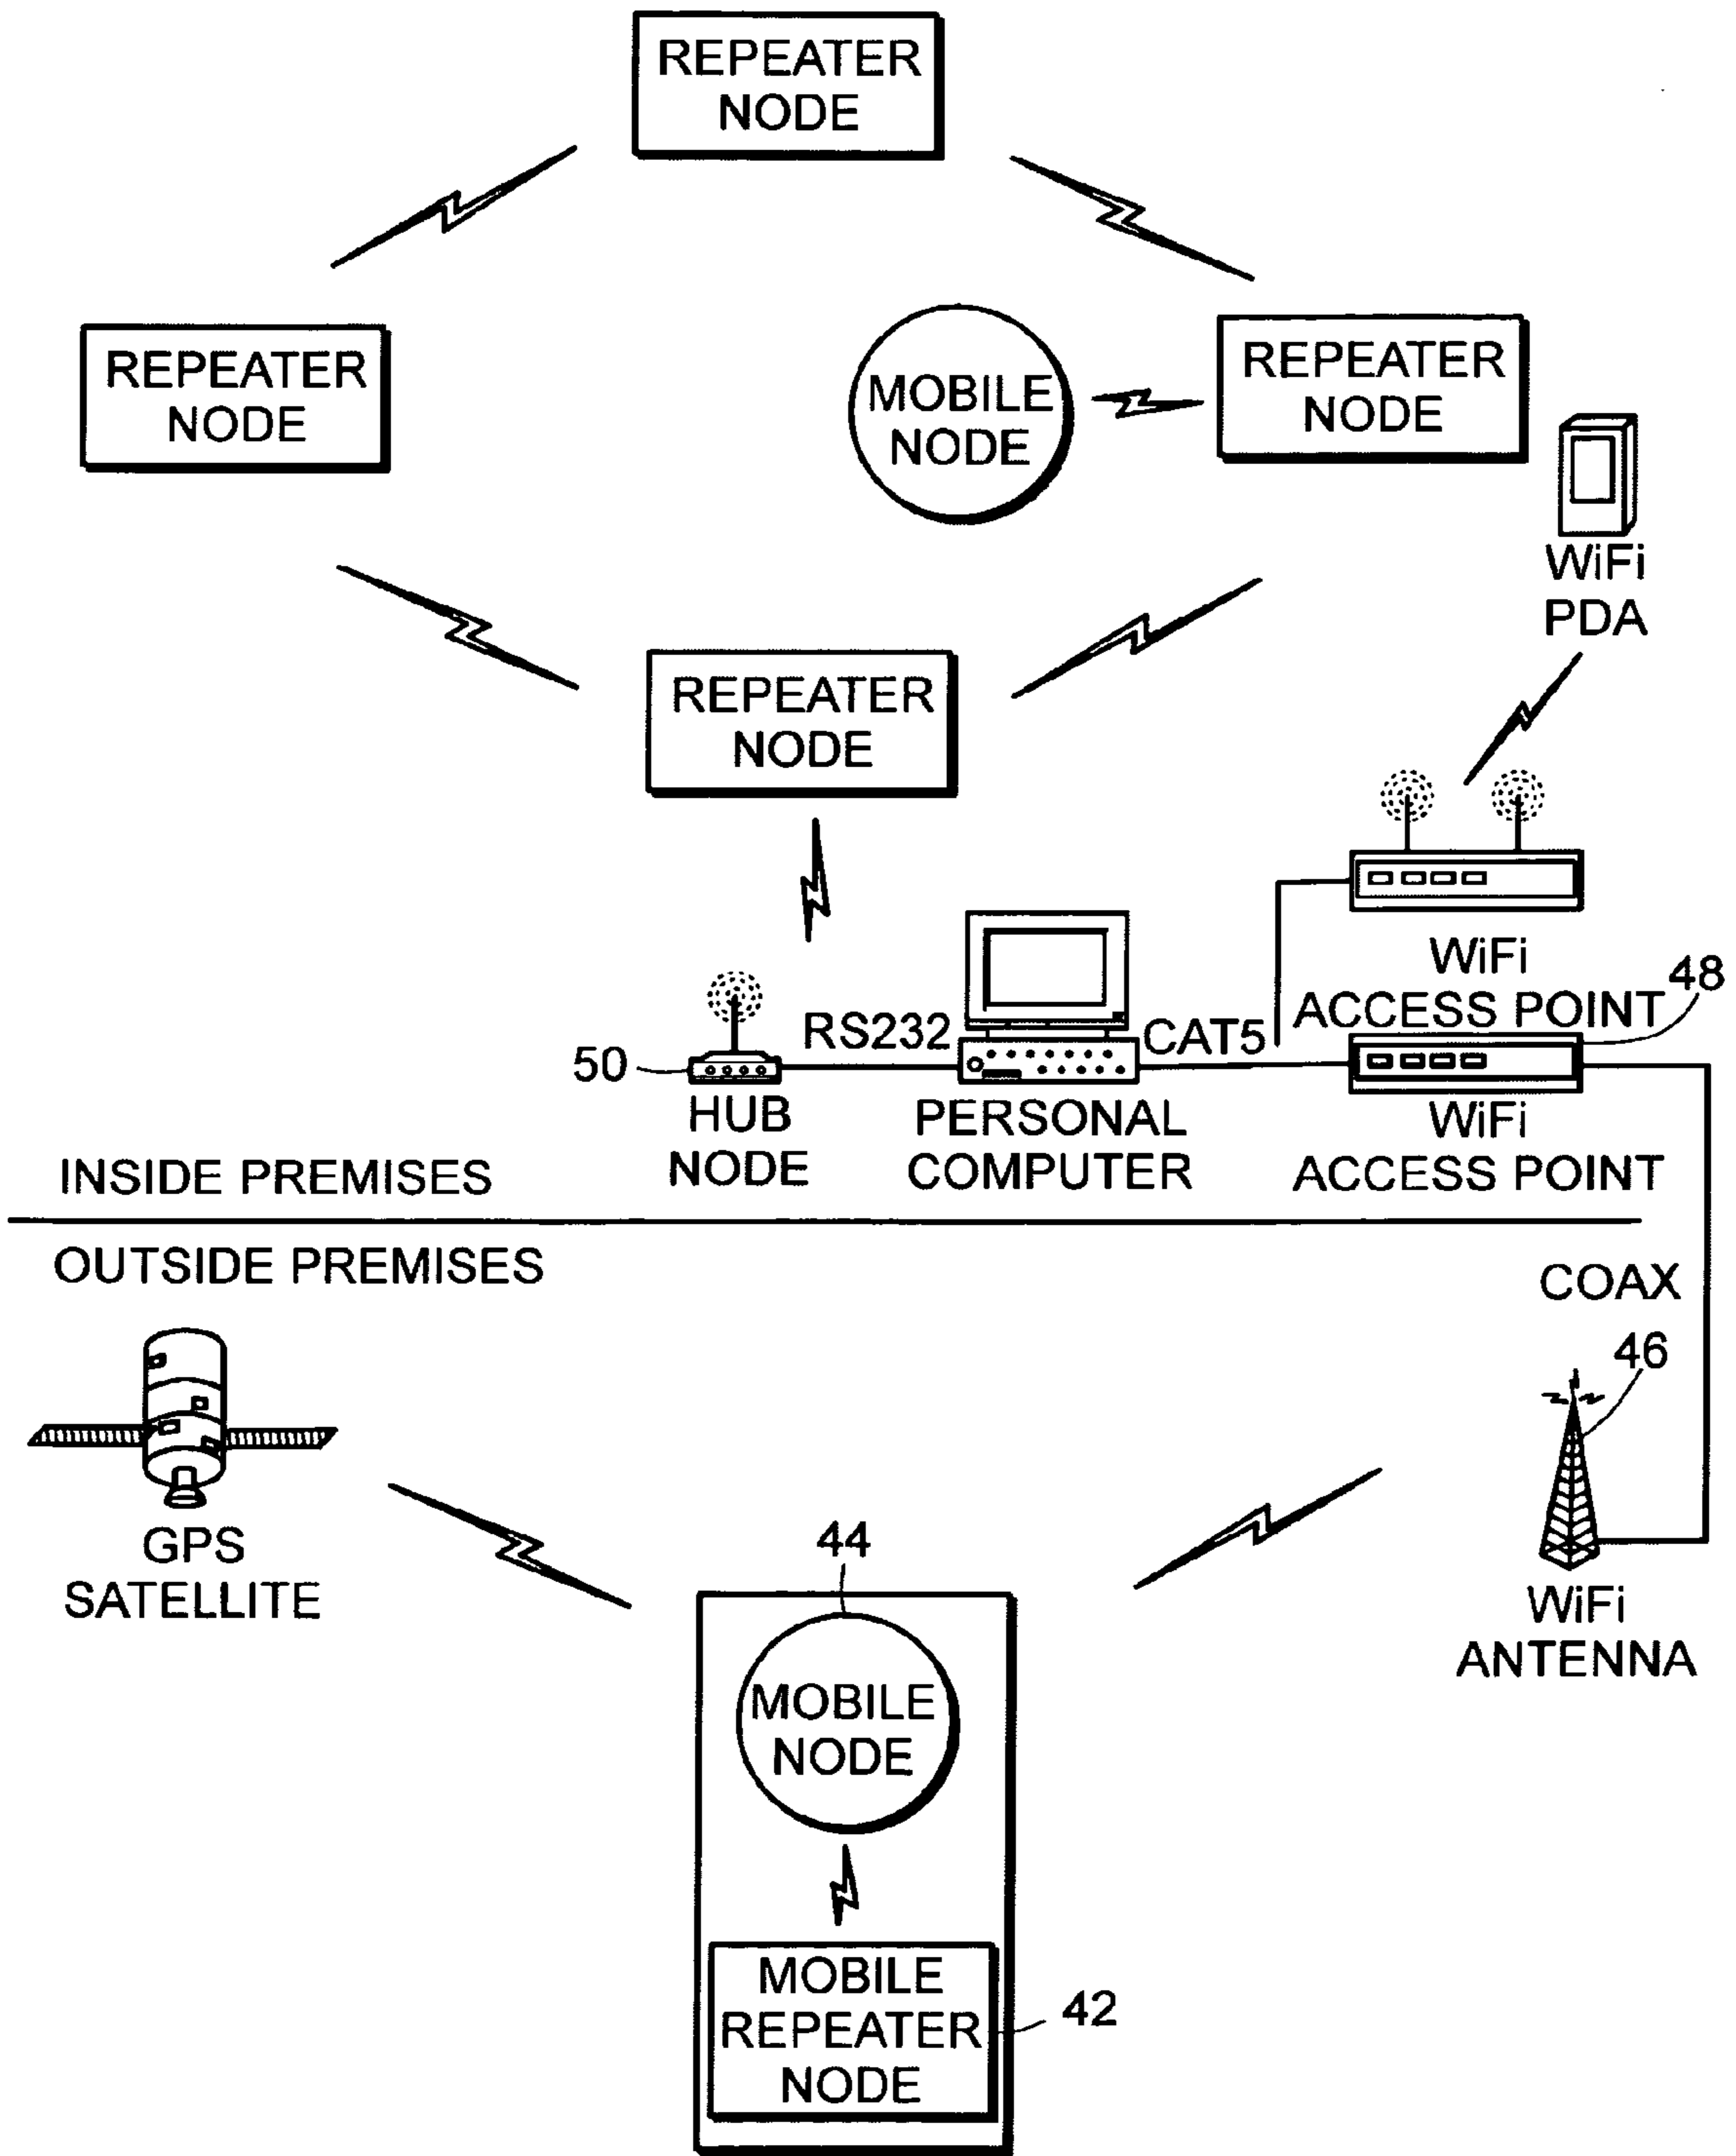 REPEATER
NODE
REPEATER
NODE
MOBILE
NODE
REPEATER
NODE
WiFi
PDA
REPEATER
NODE
WiFi
ACCESS POINT
48
RS232
CAT5
50
HUB
NODE
PERSONAL
COMPUTER
WiFi
ACCESS POINT
INSIDE PREMISES
OUTSIDE PREMISES
COAX
46
GPS
SATELLITE
44
WiFi
ANTENNA
MOBILE
NODE
MOBILE
REPEATER
NODE
42